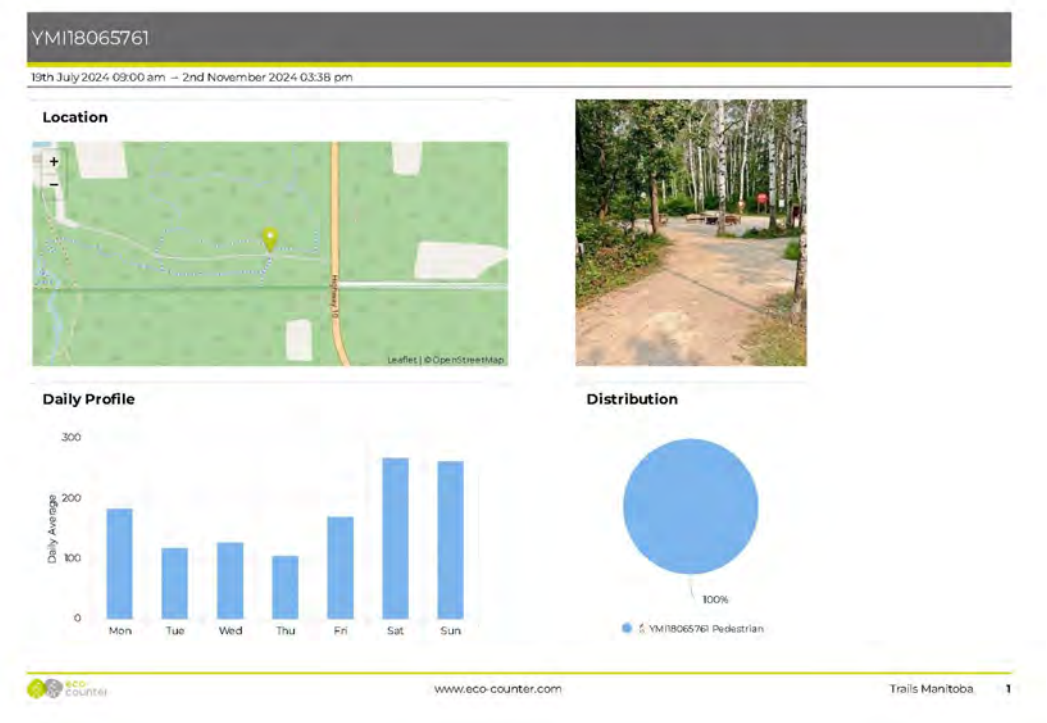 YMI18065761
19th July 2024 09:00 am → 2nd November 2024 03:38 pm
Location
+
−
Highway 10
Leaflet | © OpenStreetMap
Daily Profile
300
200
100
0
Daily Average
Mon Tue Wed Thu Fri Sat Sun
Distribution
100%
YMI18065761 Pedestrian
eco-
counter
www.eco-counter.com
Trails Manitoba 1